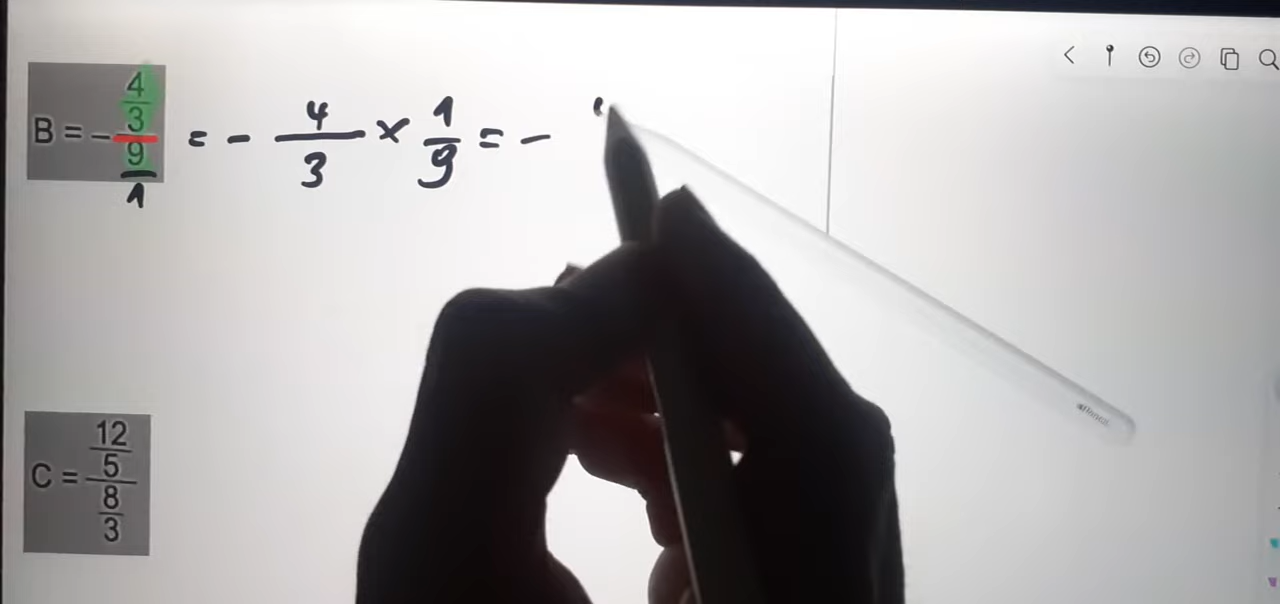 B = - 4/3 / 9/1 = - 4/3 × 1/9 = -
C = 12/5 / 8/3